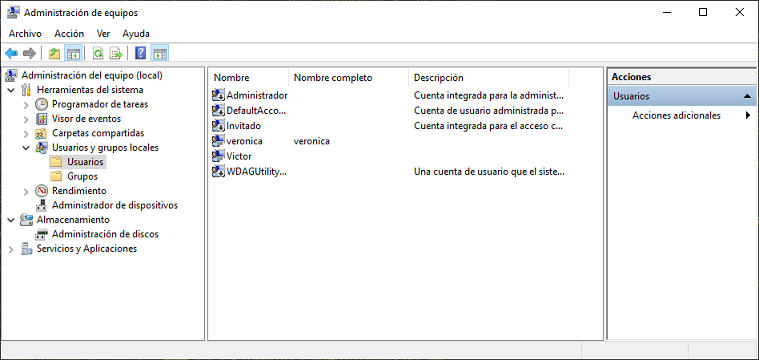 Administración de equipos
Archivo Acción Ver Ayuda
Administración del equipo (local)
Herramientas del sistema
Programador de tareas
Visor de eventos
Carpetas compartidas
Usuarios y grupos locales
Usuarios
Grupos
Rendimiento
Administrador de dispositivos
Almacenamiento
Administración de discos
Servicios y Aplicaciones
Nombre Nombre completo Descripción
Administrador Cuenta integrada para la administ...
DefaultAcco... Cuenta de usuario administrada p...
Invitado Cuenta integrada para el acceso c...
veronica veronica
Victor
WDAGUtility... Una cuenta de usuario que el siste...
Acciones
Usuarios
Acciones adicionales